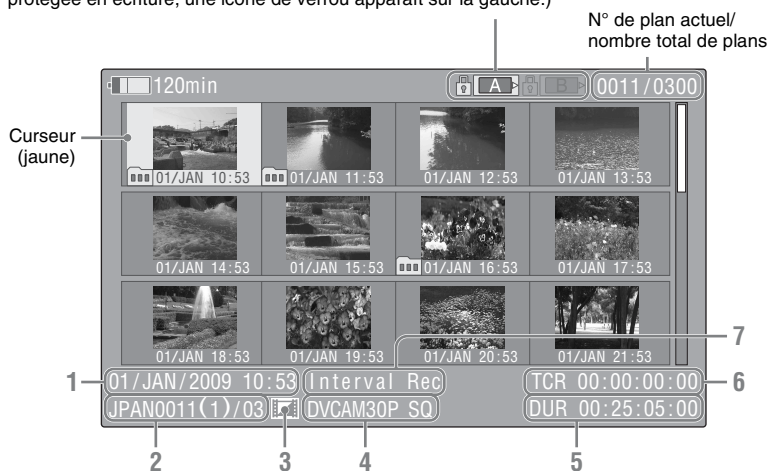 protégée en écriture, une icône de verrou apparaît sur la gauche.)
N° de plan actuel/
nombre total de plans
120min
A
B
0011/0300
Curseur
(jaune)
01/JAN 10:53
01/JAN 11:53
01/JAN 12:53
01/JAN 13:53
01/JAN 14:53
01/JAN 15:53
01/JAN 16:53
01/JAN 17:53
01/JAN 18:53
01/JAN 19:53
01/JAN 20:53
01/JAN 21:53
7
1
01/JAN/2009 10:53
Interval Rec
TCR 00:00:00:00
6
JPAN0011(1)/03
DVCAM30P SQ
DUR 00:25:05:00
2
3
4
5